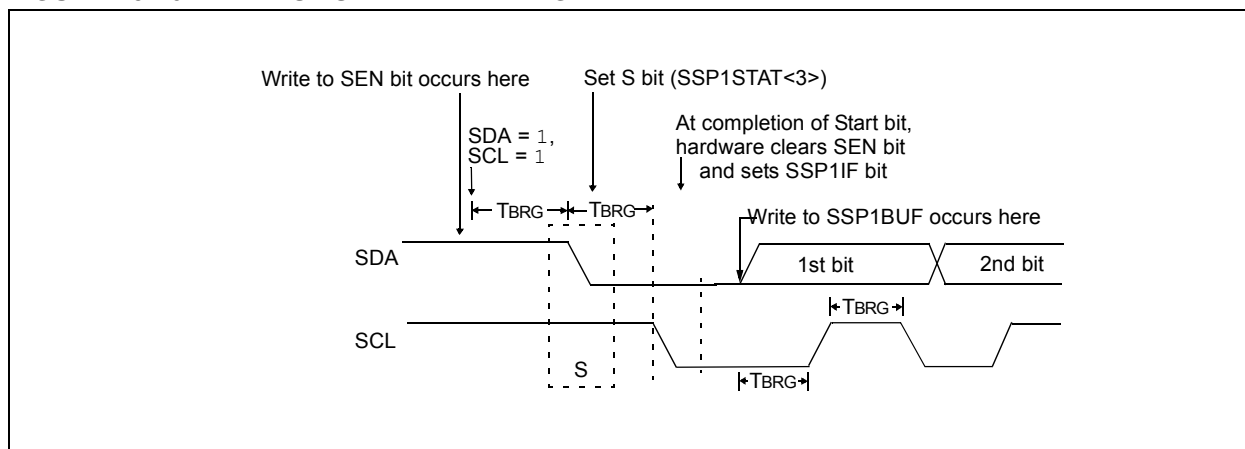 Write to SEN bit occurs here
Set S bit (SSP1STAT<3>)
SDA = 1,
SCL = 1
At completion of Start bit,
hardware clears SEN bit
and sets SSP1IF bit
TBRG
TBRG
Write to SSP1BUF occurs here
SDA
1st bit
2nd bit
TBRG
SCL
S
TBRG